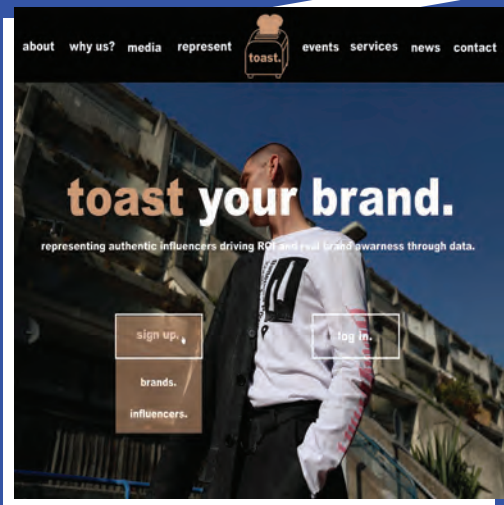 about why us? media represent toast. events services news contact
toast your brand.
representing authentic influencers driving ROI and real brand awarness through data.
sign up. log in.
brands.
influencers.